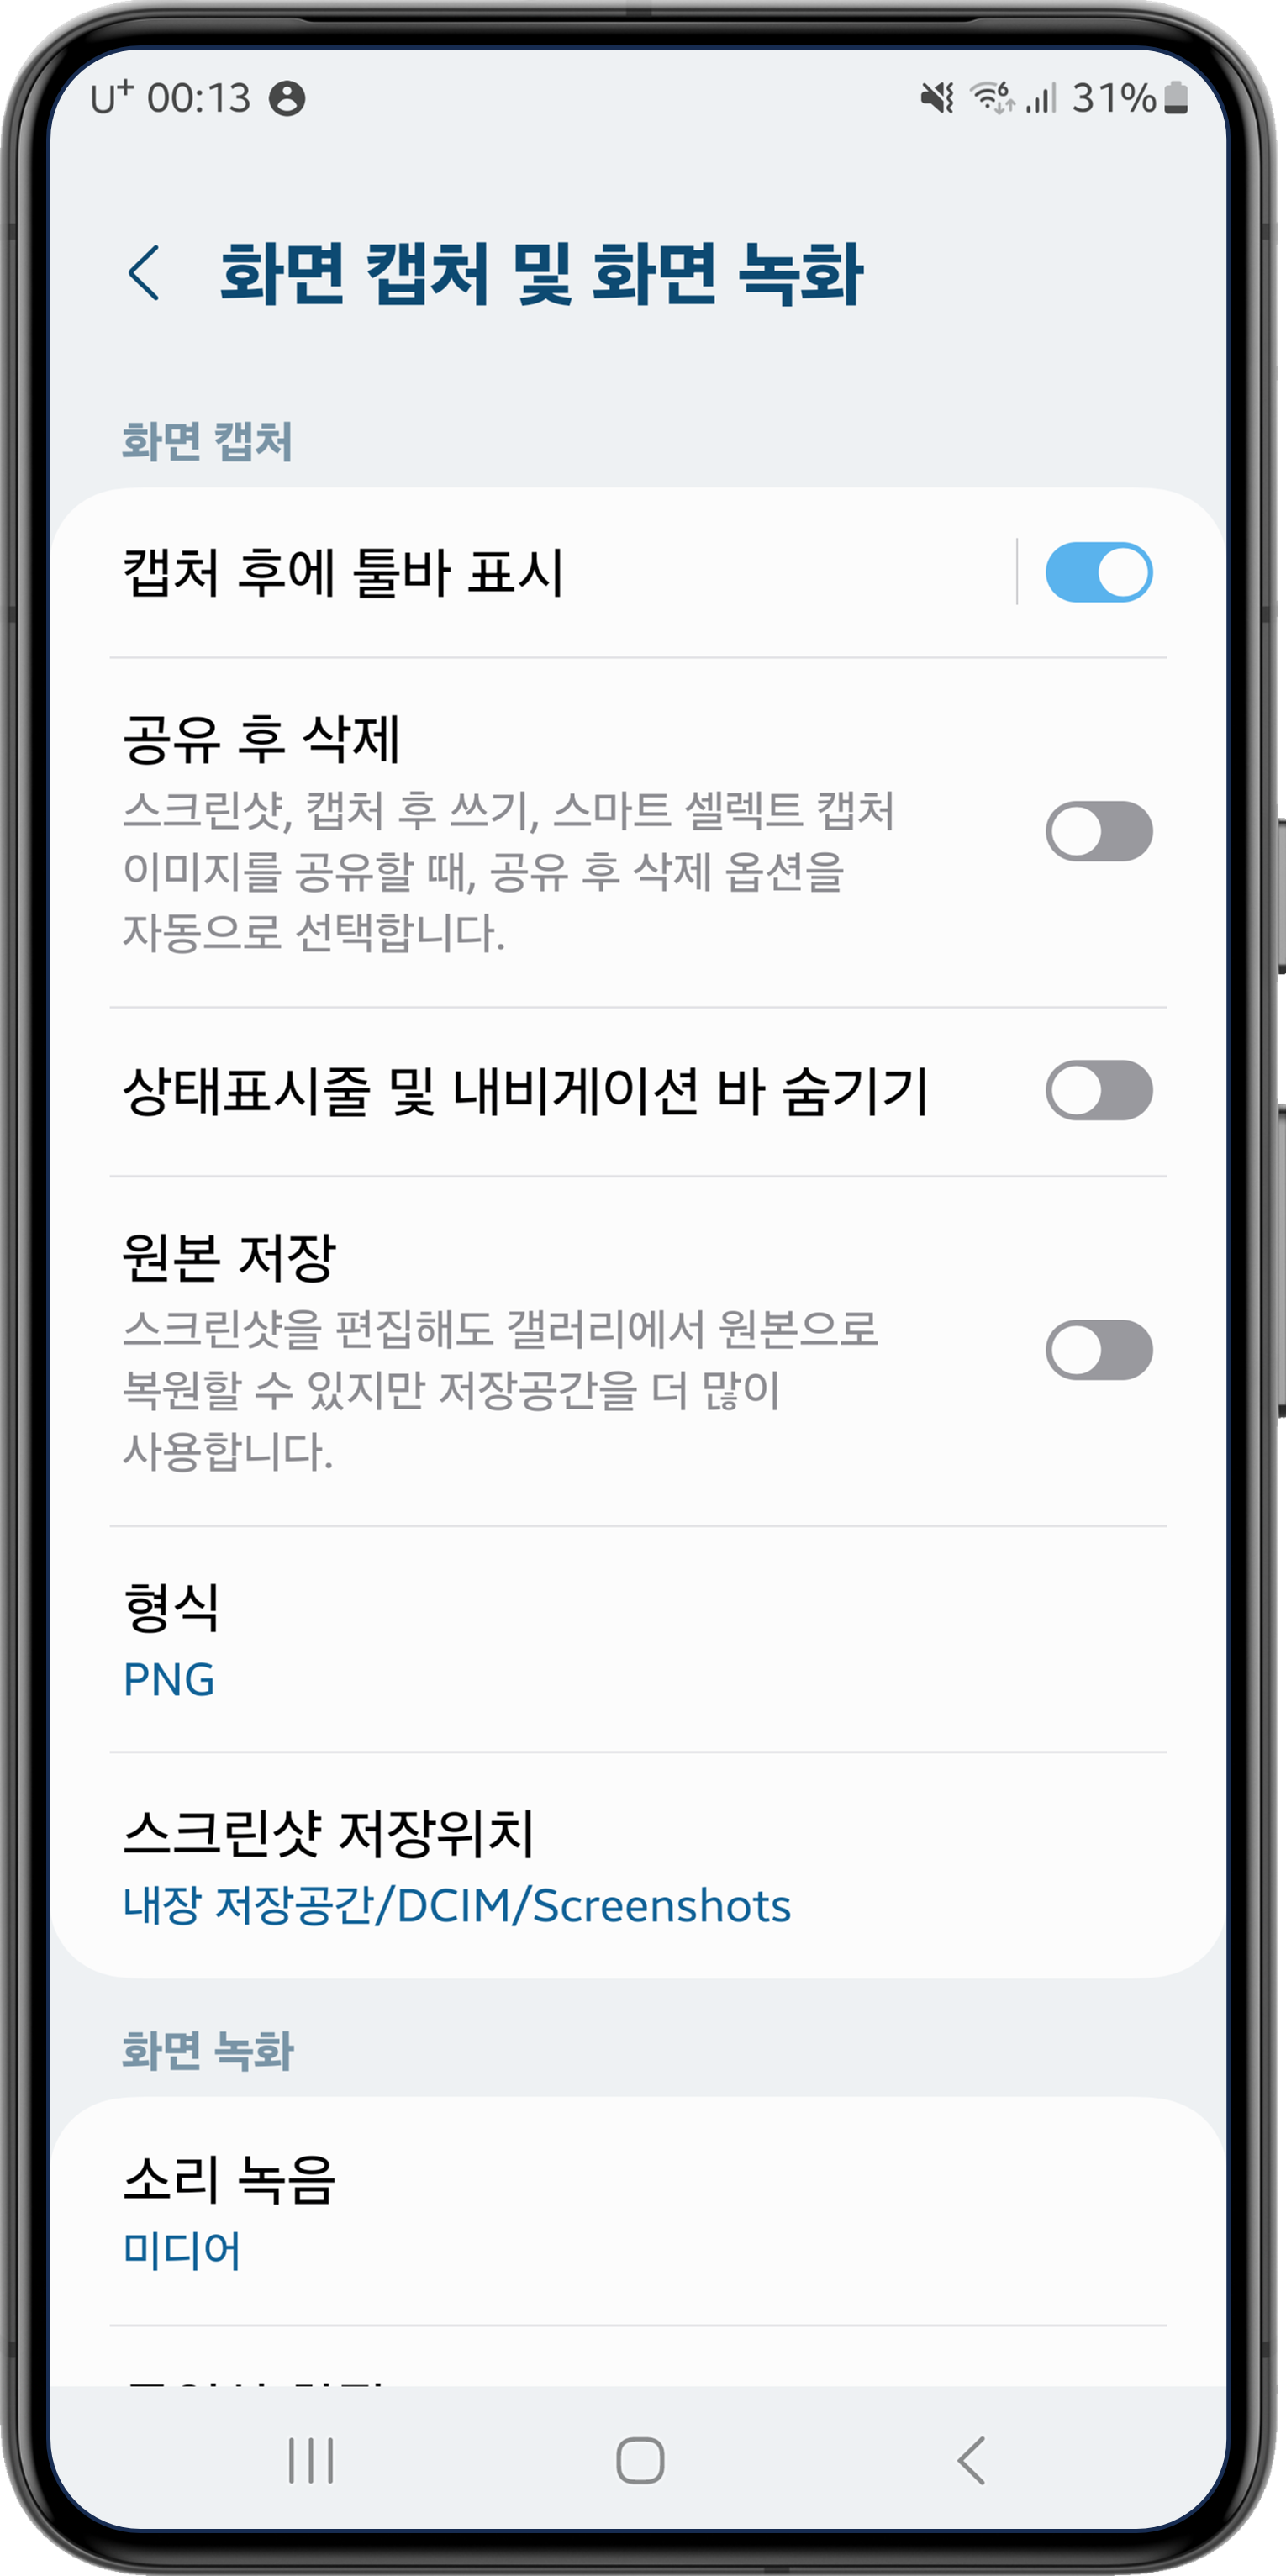 U⁺ 00:13
6 31%
화면 캡처 및 화면 녹화
화면 캡처
캡처 후에 툴바 표시
공유 후 삭제
스크린샷, 캡처 후 쓰기, 스마트 셀렉트 캡처
이미지를 공유할 때, 공유 후 삭제 옵션을
자동으로 선택합니다.
상태표시줄 및 내비게이션 바 숨기기
원본 저장
스크린샷을 편집해도 갤러리에서 원본으로
복원할 수 있지만 저장공간을 더 많이
사용합니다.
형식
PNG
스크린샷 저장위치
내장 저장공간/DCIM/Screenshots
화면 녹화
소리 녹음
미디어